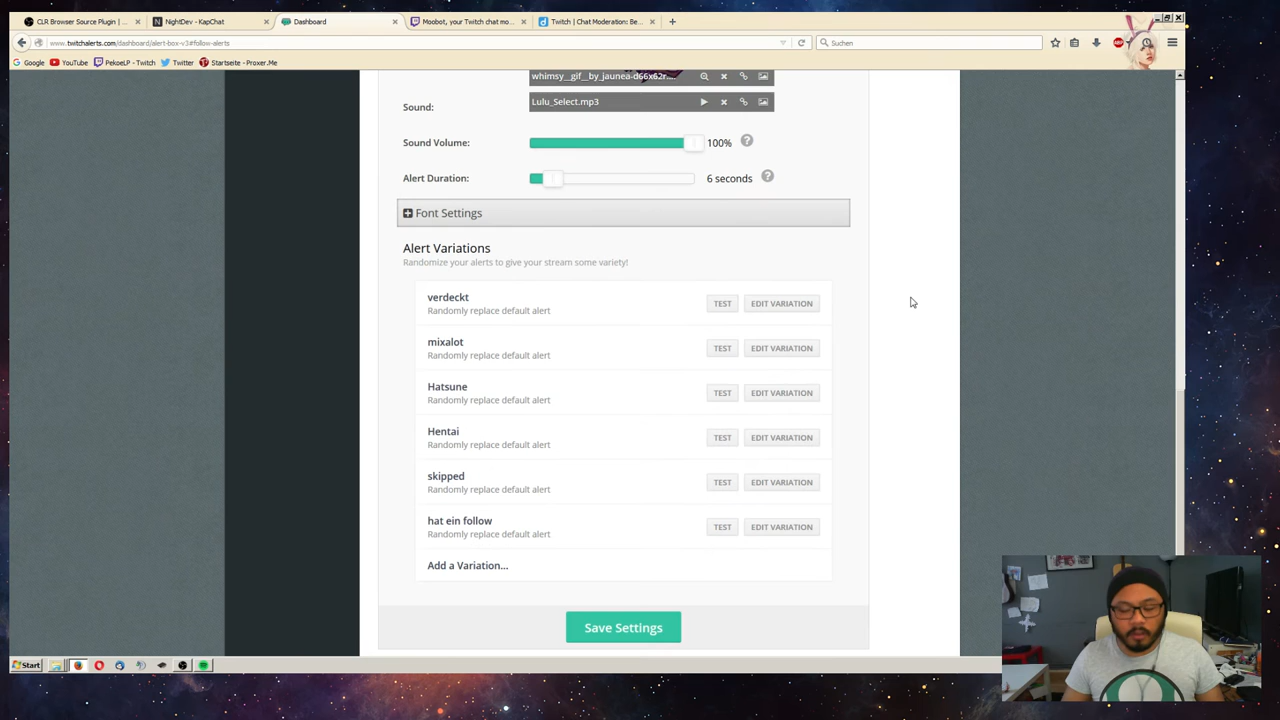 CLR Browser Source Plugin | ...
NightDev - KapChat
Dashboard
Moobot, your Twitch chat mo...
Twitch | Chat Moderation: Be...
www.twitchalerts.com/dashboard/alert-box-v3#follow-alerts
Suchen
Google
YouTube
PekoeLP - Twitch
Twitter
Startseite - Proxer.Me
whimsy__gif__by_jaunea-d66x62r....
Sound:
Lulu_Select.mp3
Sound Volume:
100%
Alert Duration:
6 seconds
Font Settings
Alert Variations
Randomize your alerts to give your stream some variety!
verdeckt
Randomly replace default alert
TEST
EDIT VARIATION
mixalot
Randomly replace default alert
TEST
EDIT VARIATION
Hatsune
Randomly replace default alert
TEST
EDIT VARIATION
Hentai
Randomly replace default alert
TEST
EDIT VARIATION
skipped
Randomly replace default alert
TEST
EDIT VARIATION
hat ein follow
Randomly replace default alert
TEST
EDIT VARIATION
Add a Variation...
Save Settings
Start